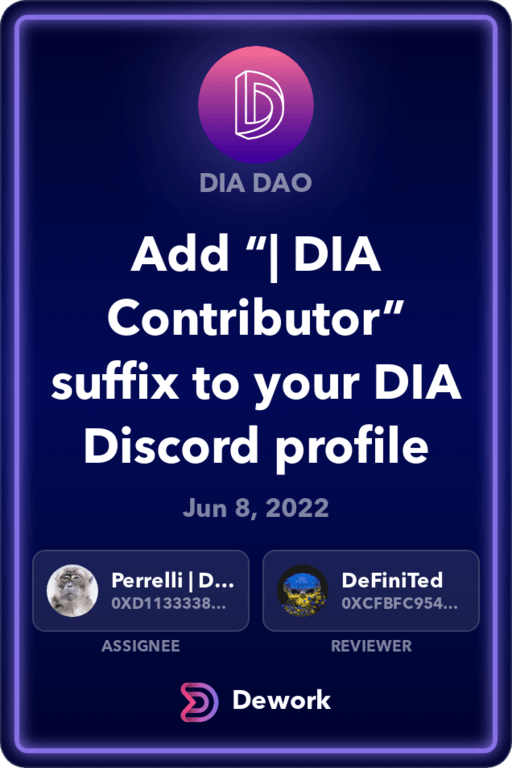 DIA DAO
Add “| DIA
Contributor”
suffix to your DIA
Discord profile
Jun 8, 2022
Perrelli | D...
0XD1133338...
DeFiniTed
0XCFBFC954...
ASSIGNEE
REVIEWER
Dework